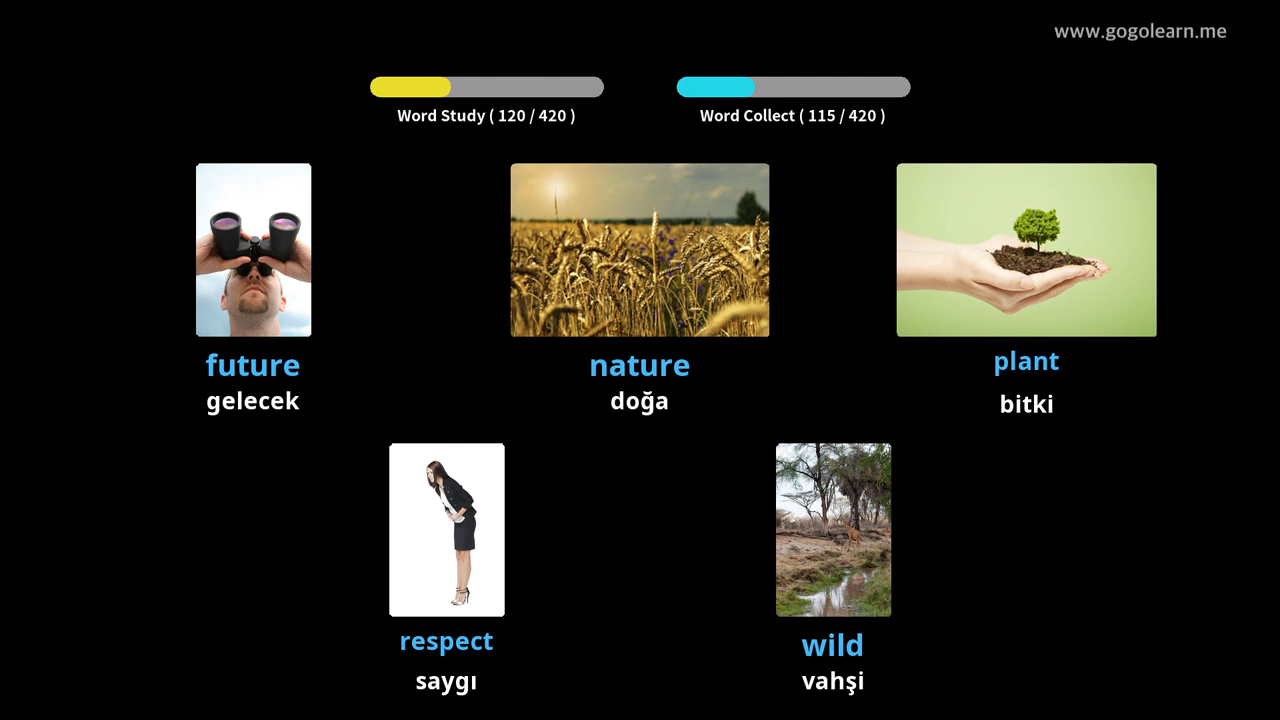 www.gogolearn.me
Word Study ( 120 / 420 )
Word Collect ( 115 / 420 )
future
gelecek
nature
doğa
plant
bitki
respect
saygı
wild
vahşi